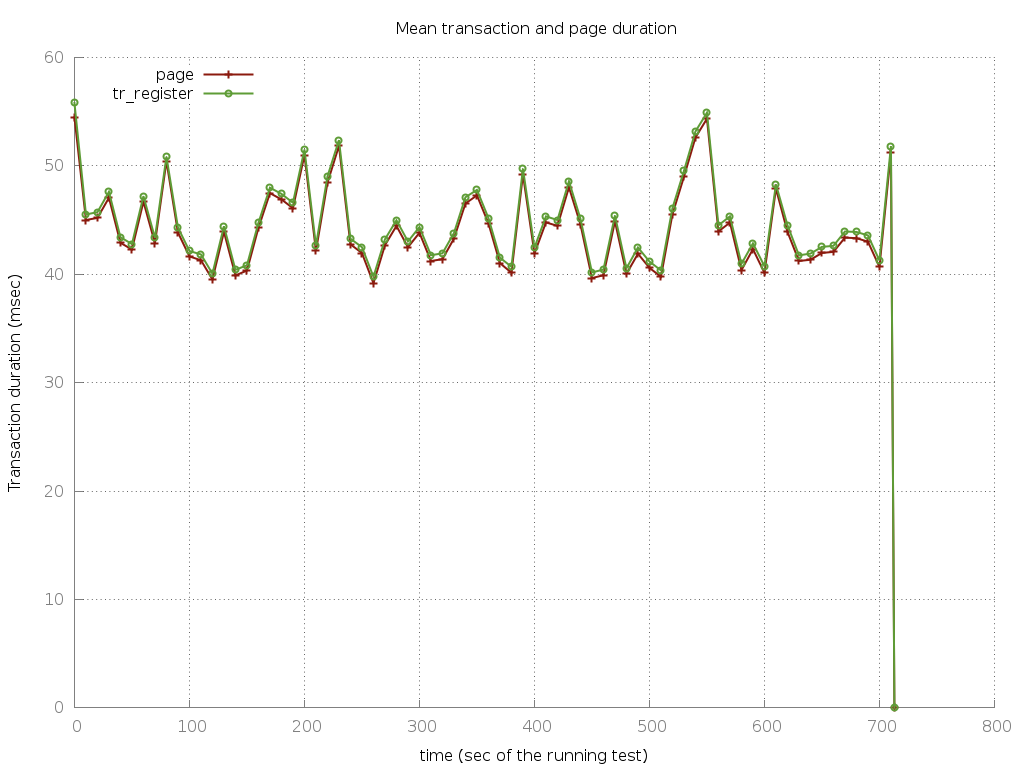 Mean transaction and page duration
page
tr_register
Transaction duration (msec)
60
50
40
30
20
10
0
0 100 200 300 400 500 600 700 800
time (sec of the running test)